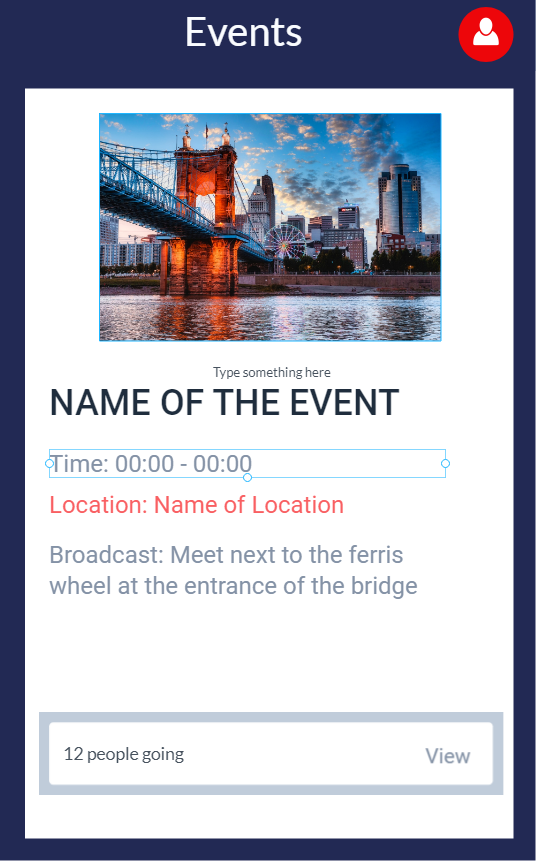 Events
Type something here
NAME OF THE EVENT
Time: 00:00 - 00:00
Location: Name of Location
Broadcast: Meet next to the ferris
wheel at the entrance of the bridge
12 people going
View